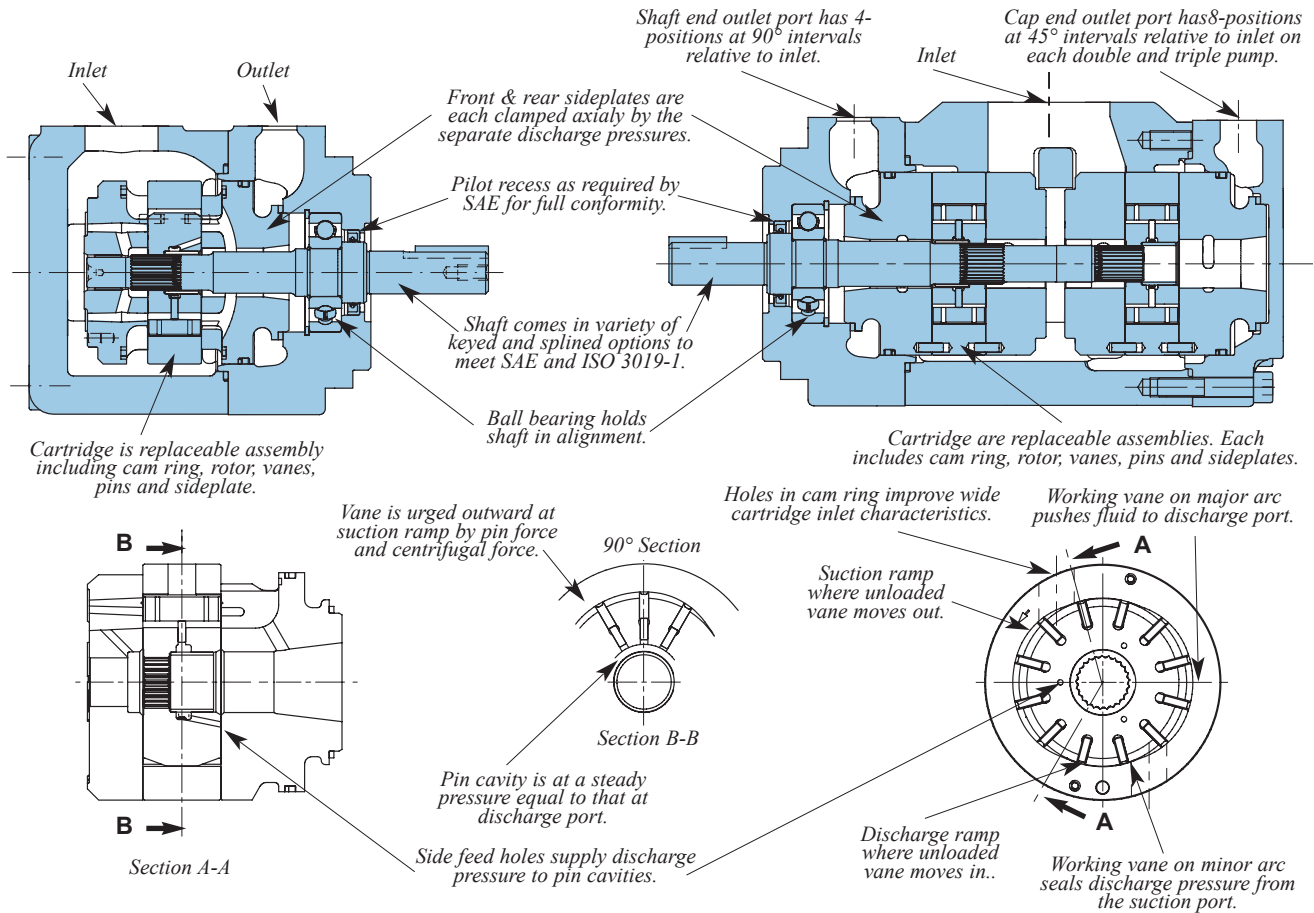 Shaft end outlet port has 4-
positions at 90° intervals
relative to inlet.
Cap end outlet port has8-positions
at 45° intervals relative to inlet on
each double and triple pump.
Inlet
Outlet
Inlet
Front & rear sideplates are
each clamped axialy by the
separate discharge pressures.
Pilot recess as required by
SAE for full conformity.
Shaft comes in variety of
keyed and splined options to
meet SAE and ISO 3019-1.
Ball bearing holds
shaft in alignment.
Cartridge is replaceable assembly
including cam ring, rotor, vanes,
pins and sideplate.
Cartridge are replaceable assemblies. Each
includes cam ring, rotor, vanes, pins and sideplates.
Vane is urged outward at
suction ramp by pin force
and centrifugal force.
90° Section
Holes in cam ring improve wide
cartridge inlet characteristics.
Working vane on major arc
pushes fluid to discharge port.
B
A
Suction ramp
where unloaded
vane moves out.
Section B-B
Pin cavity is at a steady
pressure equal to that at
discharge port.
B
A
Section A-A
Side feed holes supply discharge
pressure to pin cavities.
Discharge ramp
where unloaded
vane moves in..
Working vane on minor arc
seals discharge pressure from
the suction port.